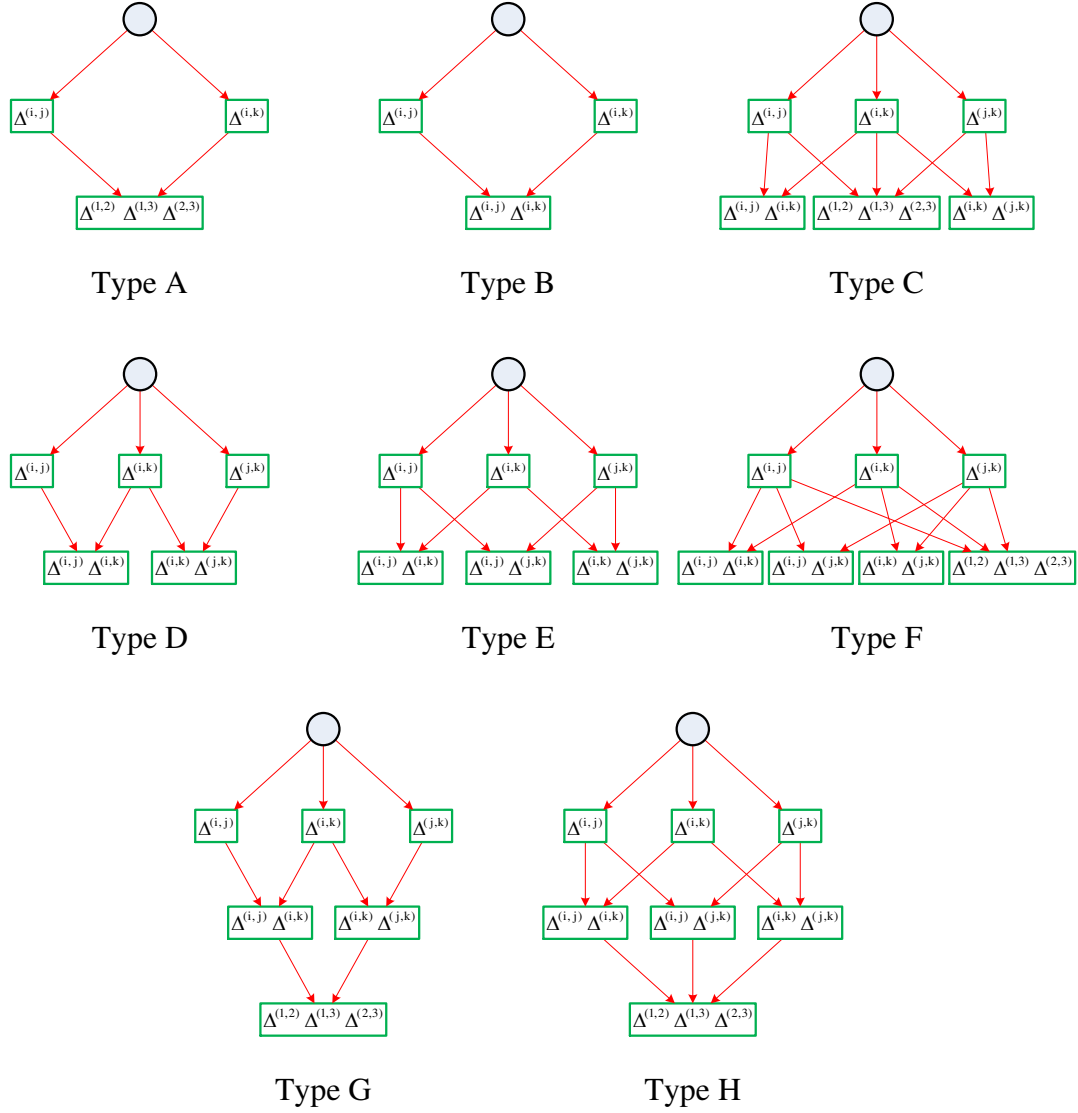 Δ^(i, j) Δ^(i,k)
Δ^(1,2) Δ^(1,3) Δ^(2,3)
Type A
Δ^(i, j) Δ^(i,k)
Δ^(i, j) Δ^(i,k)
Type B
Δ^(i, j) Δ^(i,k) Δ^(j,k)
Δ^(i, j) Δ^(i,k) Δ^(1,2) Δ^(1,3) Δ^(2,3) Δ^(i,k) Δ^(j,k)
Type C
Δ^(i, j) Δ^(i,k) Δ^(j,k)
Δ^(i, j) Δ^(i,k) Δ^(i,k) Δ^(j,k)
Type D
Δ^(i, j) Δ^(i,k) Δ^(j,k)
Δ^(i, j) Δ^(i,k) Δ^(i, j) Δ^(j,k) Δ^(i,k) Δ^(j,k)
Type E
Δ^(i, j) Δ^(i,k) Δ^(j,k)
Δ^(i, j) Δ^(i,k) Δ^(i, j) Δ^(j,k) Δ^(i,k) Δ^(j,k) Δ^(1,2) Δ^(1,3) Δ^(2,3)
Type F
Δ^(i, j) Δ^(i,k) Δ^(j,k)
Δ^(i, j) Δ^(i,k) Δ^(i,k) Δ^(j,k)
Δ^(1,2) Δ^(1,3) Δ^(2,3)
Type G
Δ^(i, j) Δ^(i,k) Δ^(j,k)
Δ^(i, j) Δ^(i,k) Δ^(i, j) Δ^(j,k) Δ^(i,k) Δ^(j,k)
Δ^(1,2) Δ^(1,3) Δ^(2,3)
Type H